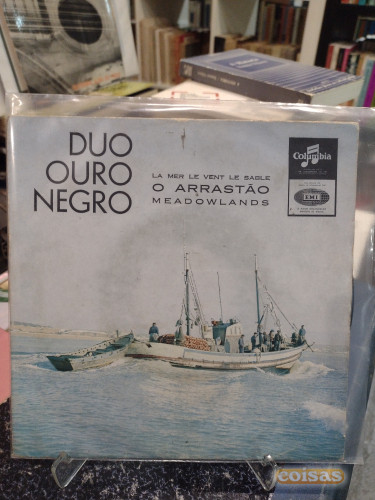 DUO
OURO
NEGRO
LA MER LE VENT LE SABLE
O ARRASTÃO
MEADOWLANDS
Columbia
EMI
coisas